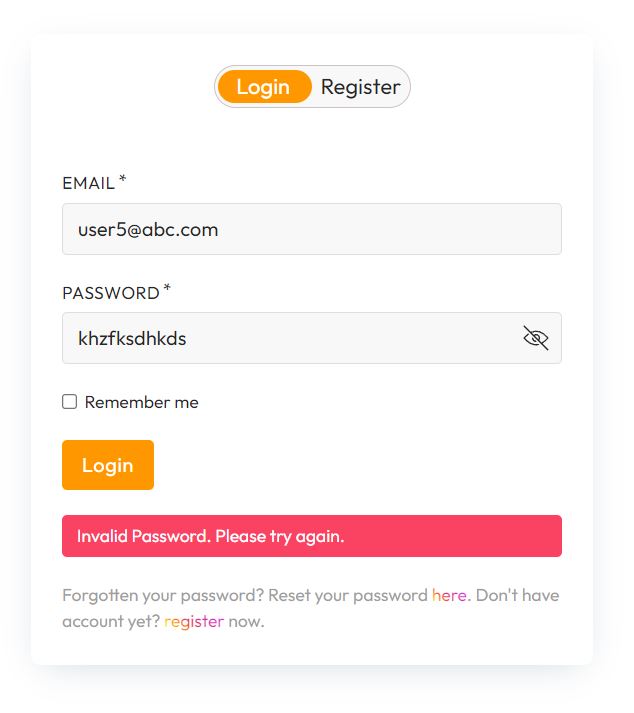 Login Register
EMAIL *
user5@abc.com
PASSWORD *
khzfksdhkds
Remember me
Login
Invalid Password. Please try again.
Forgotten your password? Reset your password here. Don't have
account yet? register now.